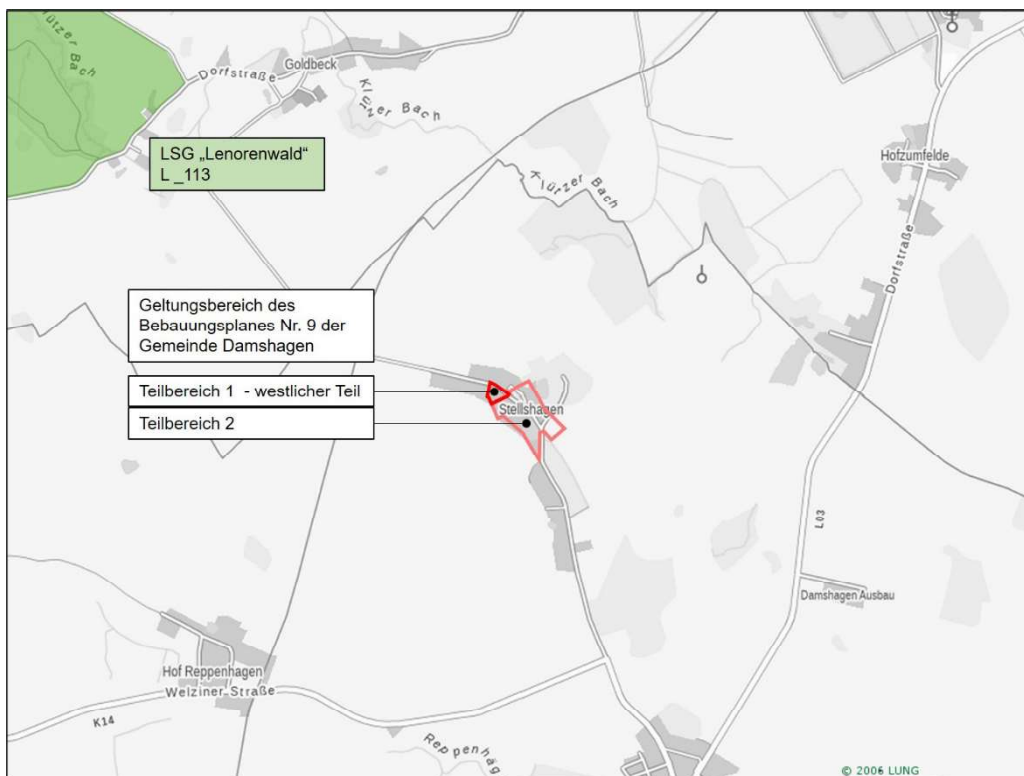 Klützer
Bach
Dorfstraße
Goldbeck
Klützer Bach
LSG „Lenorenwald“
L _113
Hofzumfelde
Klützer Bach
Dorfstraße
Geltungsbereich des
Bebauungsplanes Nr. 9 der
Gemeinde Damshagen
Teilbereich 1 - westlicher Teil
Teilbereich 2
Stellshagen
L03
Damshagen Ausbau
Hof Reppenhagen
Welziner-Straße
K14
Reppenhag
© 2006 LUNG